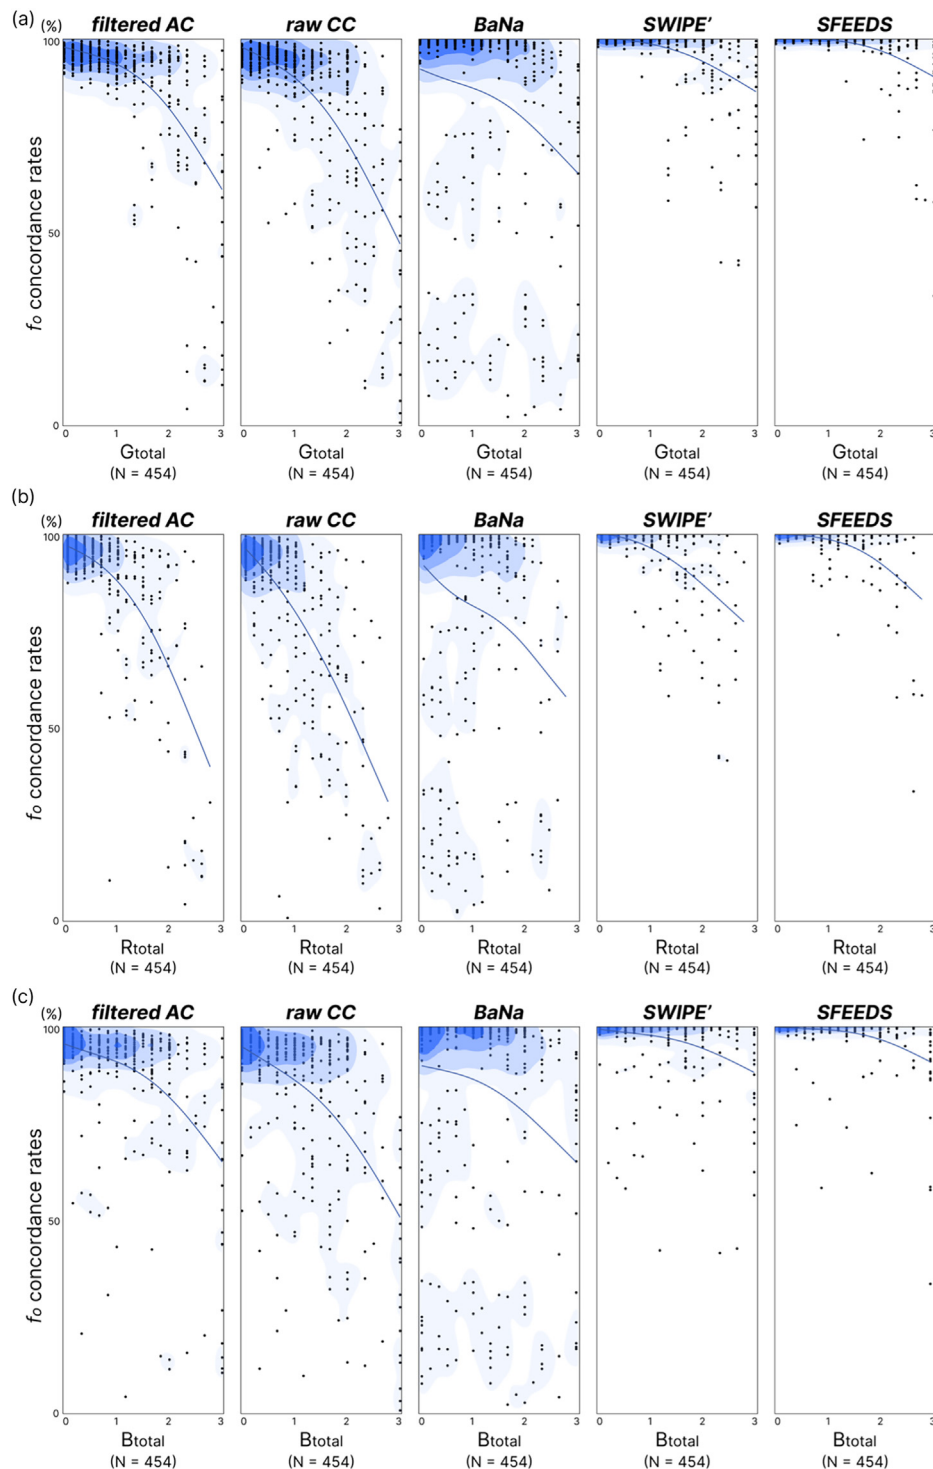 (a)
(%) filtered AC raw CC BaNa SWIPE’ SFEEDS
100
50
0
fo concordance rates
0 1 2 3 0 1 2 3 0 1 2 3 0 1 2 3 0 1 2 3
Gtotal Gtotal Gtotal Gtotal Gtotal
(N = 454) (N = 454) (N = 454) (N = 454) (N = 454)
(b)
(%) filtered AC raw CC BaNa SWIPE’ SFEEDS
100
50
0
fo concordance rates
0 1 2 3 0 1 2 3 0 1 2 3 0 1 2 3 0 1 2 3
Rtotal Rtotal Rtotal Rtotal Rtotal
(N = 454) (N = 454) (N = 454) (N = 454) (N = 454)
(c)
(%) filtered AC raw CC BaNa SWIPE’ SFEEDS
100
50
0
fo concordance rates
0 1 2 3 0 1 2 3 0 1 2 3 0 1 2 3 0 1 2 3
Btotal Btotal Btotal Btotal Btotal
(N = 454) (N = 454) (N = 454) (N = 454) (N = 454)